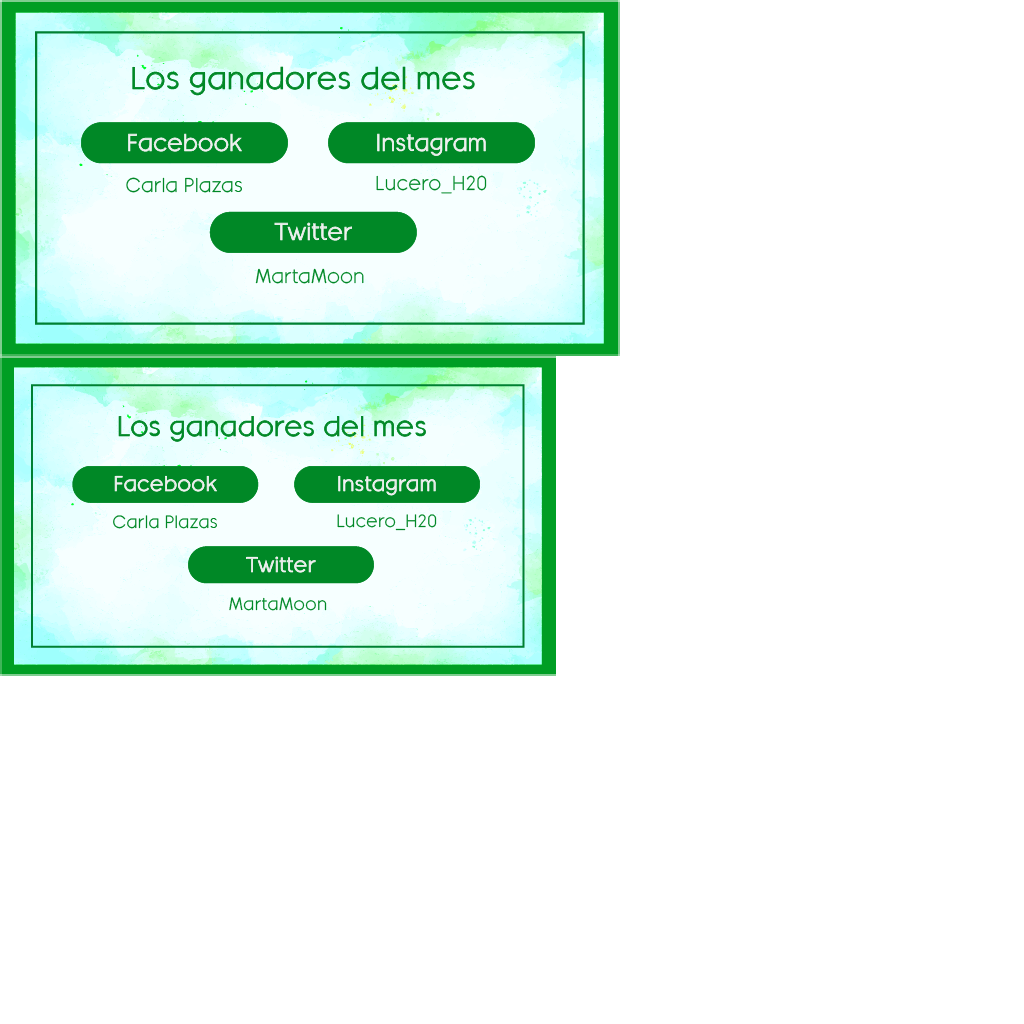 Los ganadores del mes
Facebook
Instagram
Carla Plazas
Lucero_H20
Twitter
MartaMoon
Los ganadores del mes
Facebook
Instagram
Carla Plazas
Lucero_H20
Twitter
MartaMoon